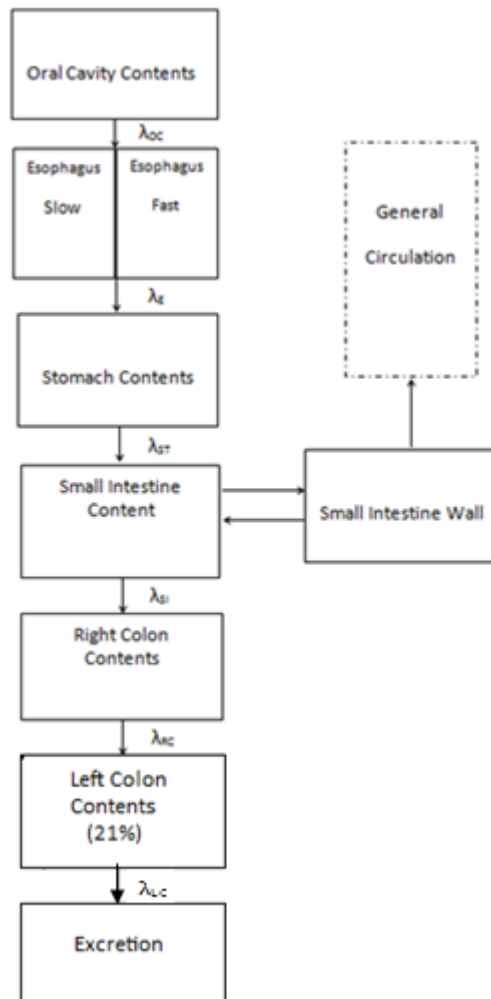 Oral Cavity Contents
λOC
Esophagus
Slow
Esophagus
Fast
λE
Stomach Contents
λST
Small Intestine
Content
λSI
Right Colon
Contents
λRC
Left Colon
Contents
(21%)
λLC
Excretion
General
Circulation
Small Intestine Wall